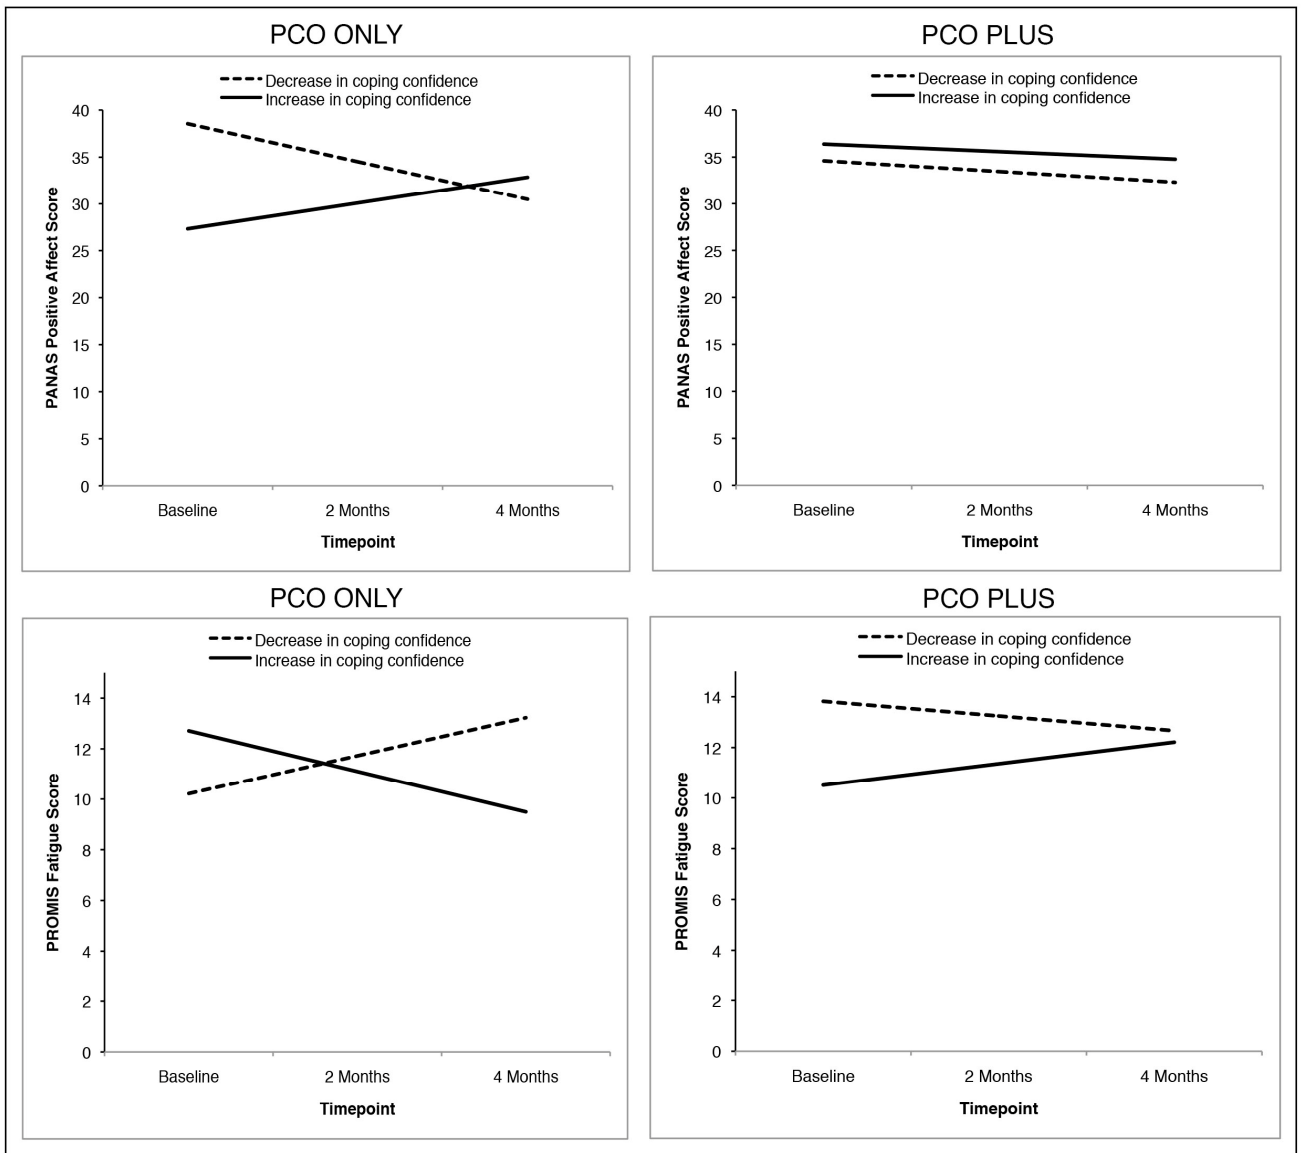 PCO ONLY
Decrease in coping confidence
Increase in coping confidence
PANAS Positive Affect Score
40
35
30
25
20
15
10
5
0
Baseline 2 Months 4 Months
Timepoint
PCO PLUS
Decrease in coping confidence
Increase in coping confidence
PANAS Positive Affect Score
40
35
30
25
20
15
10
5
0
Baseline 2 Months 4 Months
Timepoint
PCO ONLY
Decrease in coping confidence
Increase in coping confidence
PROMIS Fatigue Score
14
12
10
8
6
4
2
0
Baseline 2 Months 4 Months
Timepoint
PCO PLUS
Decrease in coping confidence
Increase in coping confidence
PROMIS Fatigue Score
14
12
10
8
6
4
2
0
Baseline 2 Months 4 Months
Timepoint